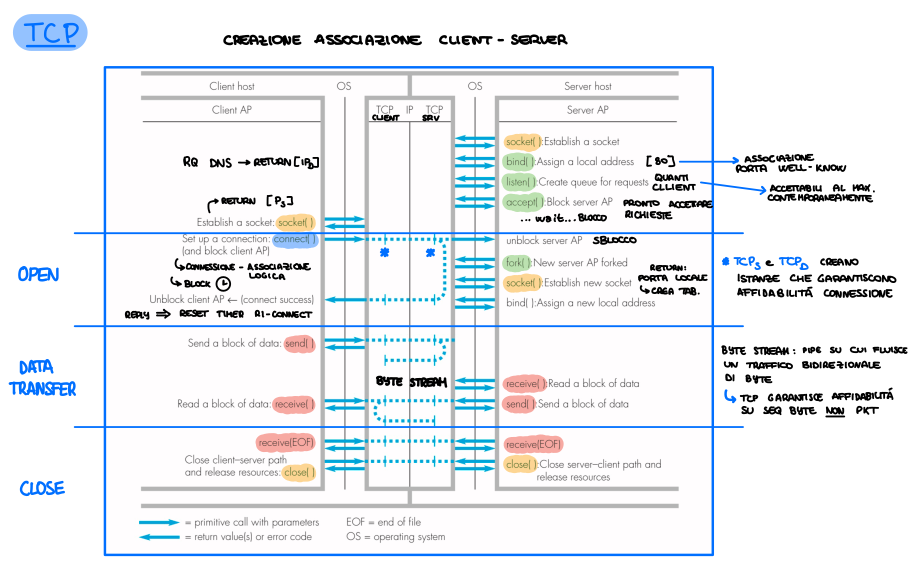 TCP
CREAZIONE ASSOCIAZIONE CLIENT-SERVER
Client host
OS
OS
Server host
Client AP
TCP IP TCP
CLIENT SRV
Server AP
socket( ):Establish a socket
RQ DNS → RETURN [IPD]
bind( ):Assign a local address [80] → ASSOCIAZIONE
PORTA WELL-KNOW
listen( ):Create queue for requests QUANTI
CLLIENT → ACCETTABILI AL MAX.
CONTEMPORANEAMENTE
→ RETURN [PS]
accept( ):Block server AP PRONTO ACCETTARE
RICHIESTE
... wait...BLOCCO
Establish a socket: socket( )
Set up a connection: connect( )
(and block client AP)
* *
unblock server AP SBLOCCO
OPEN
↳ CONNESSIONE - ASSOCIAZIONE
LOGICA
↳ BLOCK
fork( ):New server AP forked
socket( ):Establish new socket
RETURN:
PORTA LOCALE
↳ CAGA TAB.
* TCPS e TCPD CREANO
ISTANZE CHE GARANTISCONO
AFFIDABILITÁ CONNESSIONE
Unblock client AP ← (connect success)
bind( ):Assign a new local address
REPLY ⇒ RESET TIMER RI-CONNECT
Send a block of data: send( )
DATA
TRANSFER
BYTE STREAM
receive( ):Read a block of data
Read a block of data: receive( )
send( ):Send a block of data
BYTE STREAM: PIPE SU CUI FLUISCE
UN TRAFFICO BIDIREZIONALE
DI BYTE
↳ TCP GARANTISCE AFFIDABILITÁ
SU SEQ BYTE NON PKT
receive(EOF)
receive(EOF)
CLOSE
Close client–server path
and release resources: close( )
close( ):Close server–client path and
release resources
= primitive call with parameters
EOF = end of file
= return value(s) or error code
OS = operating system